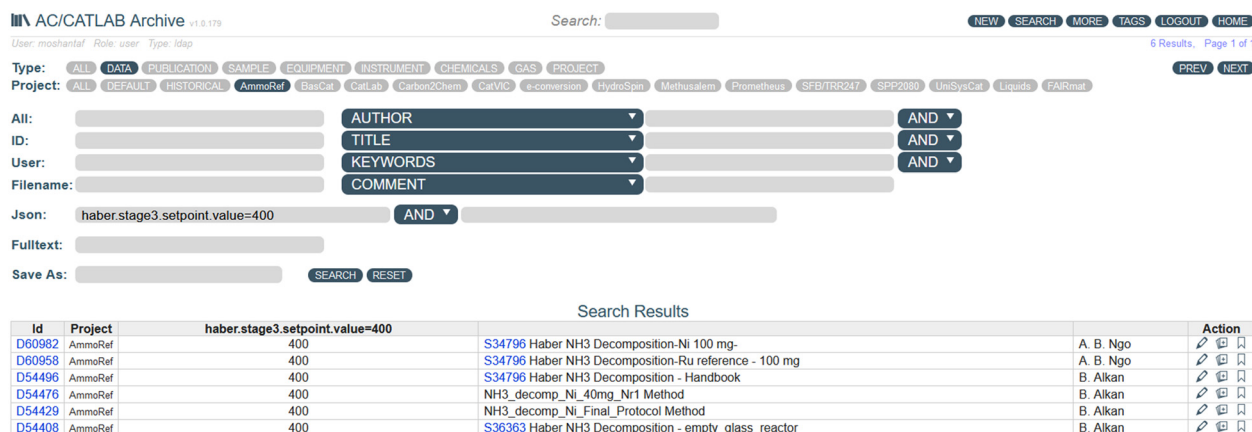 AC/CATLAB Archive v1.0.179 Search: NEW SEARCH MORE TAGS LOGOUT HOME
User: moshantaf Role: user Type: ldap 6 Results, Page 1 of 1
Type: ALL DATA PUBLICATION SAMPLE EQUIPMENT INSTRUMENT CHEMICALS GAS PROJECT PREV NEXT
Project: ALL DEFAULT HISTORICAL AmmoRef BasCat CatLab Carbon2Chem CatVIC e-conversion HydroSpin Methusalem Prometheus SFB/TRR247 SPP2080 UniSysCat Liquids FAIRmat
All: AUTHOR AND
ID: TITLE AND
User: KEYWORDS AND
Filename: COMMENT
Json: haber.stage3.setpoint.value=400 AND
Fulltext:
Save As: SEARCH RESET
Search Results
Id Project haber.stage3.setpoint.value=400 Action
D60982 AmmoRef 400 S34796 Haber NH3 Decomposition-Ni 100 mg- A. B. Ngo
D60958 AmmoRef 400 S34796 Haber NH3 Decomposition-Ru reference - 100 mg A. B. Ngo
D54496 AmmoRef 400 S34796 Haber NH3 Decomposition - Handbook B. Alkan
D54476 AmmoRef 400 NH3_decomp_Ni_40mg_Nr1 Method B. Alkan
D54429 AmmoRef 400 NH3_decomp_Ni_Final_Protocol Method B. Alkan
D54408 AmmoRef 400 S36363 Haber NH3 Decomposition - empty_glass_reactor B. Alkan